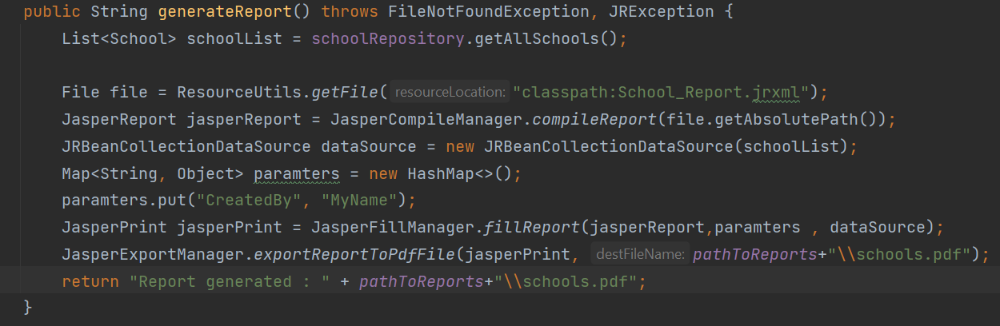 public String generateReport() throws FileNotFoundException, JRException {
List<School> schoolList = schoolRepository.getAllSchools();
File file = ResourceUtils.getFile( resourceLocation: "classpath:School_Report.jrxml");
JasperReport jasperReport = JasperCompileManager.compileReport(file.getAbsolutePath());
JRBeanCollectionDataSource dataSource = new JRBeanCollectionDataSource(schoolList);
Map<String, Object> paramters = new HashMap<>();
paramters.put("CreatedBy", "MyName");
JasperPrint jasperPrint = JasperFillManager.fillReport(jasperReport,paramters , dataSource);
JasperExportManager.exportReportToPdfFile(jasperPrint, destFileName: pathToReports+"\\schools.pdf");
return "Report generated : " + pathToReports+"\\schools.pdf";
}